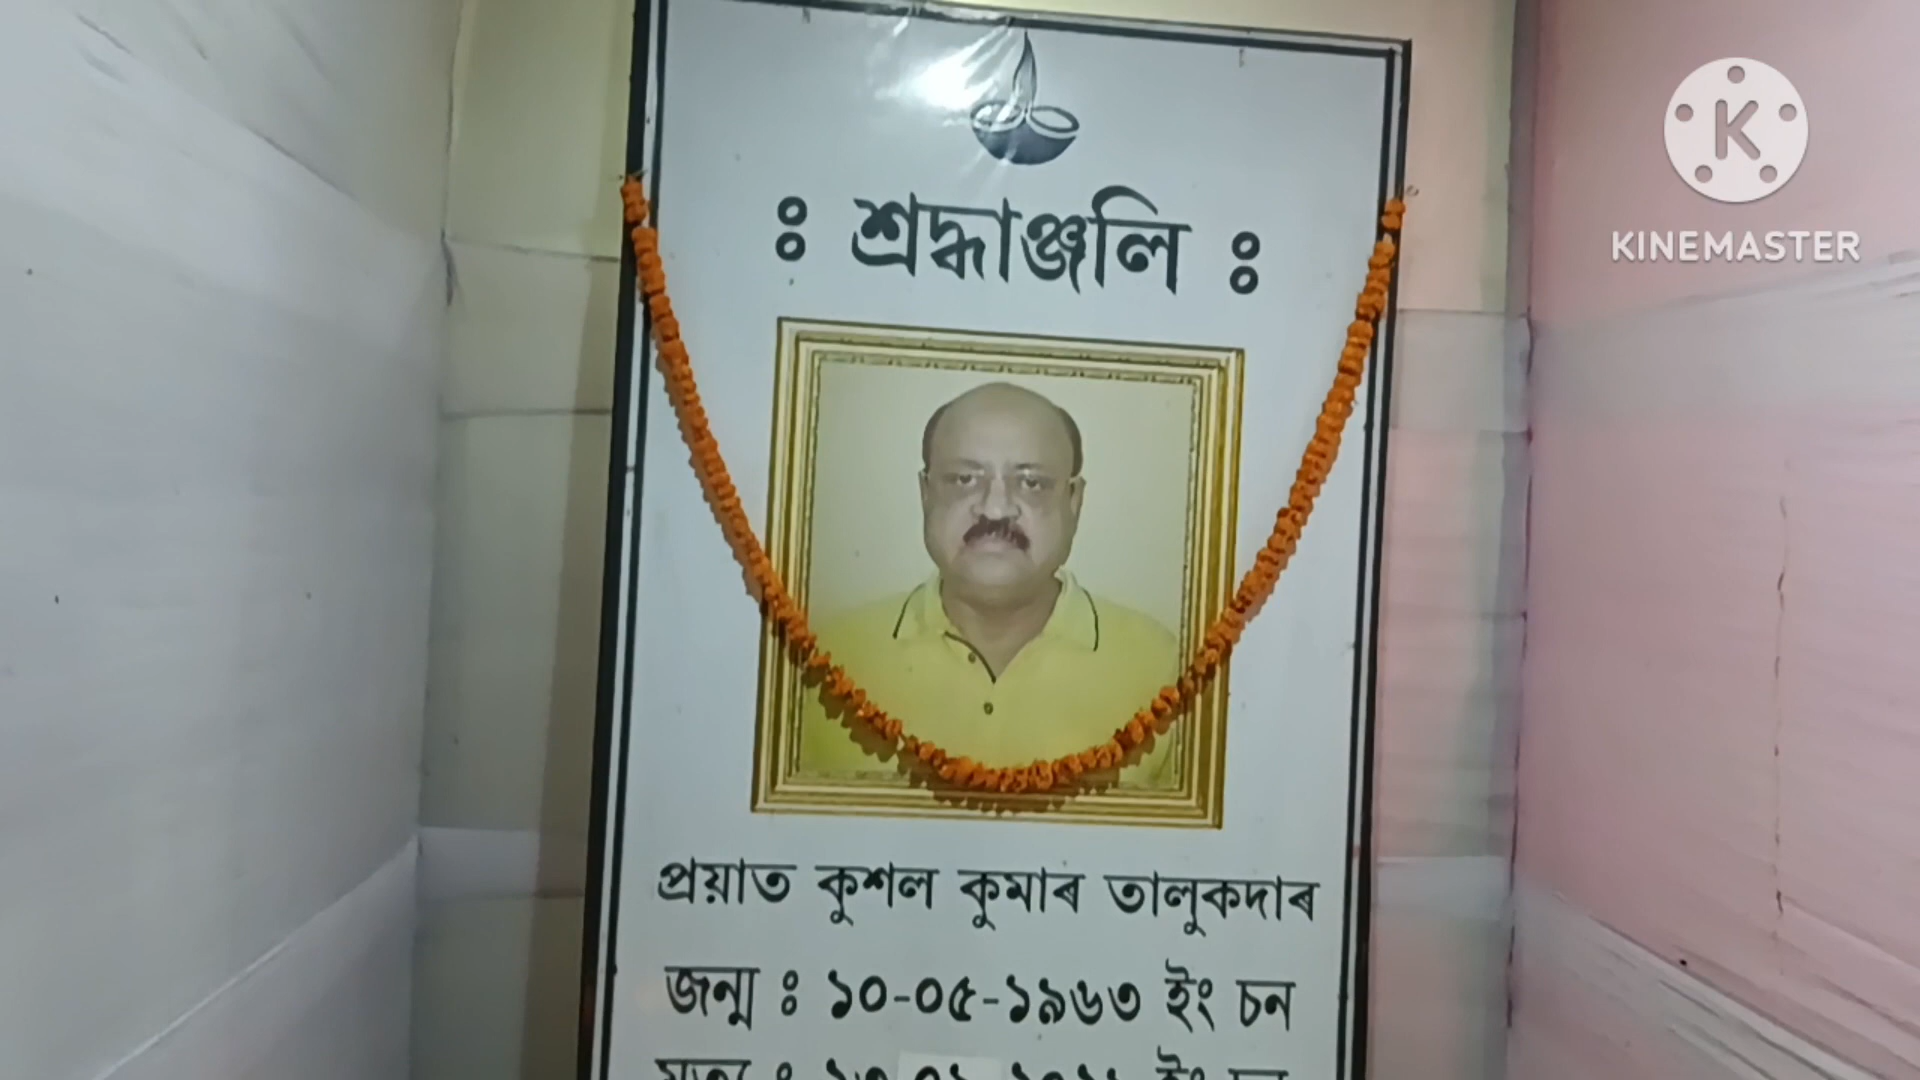 : শ্ৰদ্ধাঞ্জলি :
প্ৰয়াত কুশল কুমাৰ তালুকদাৰ
জন্ম : ১০-০৫-১৯৬৩ ইং চন
K
KINEMASTER